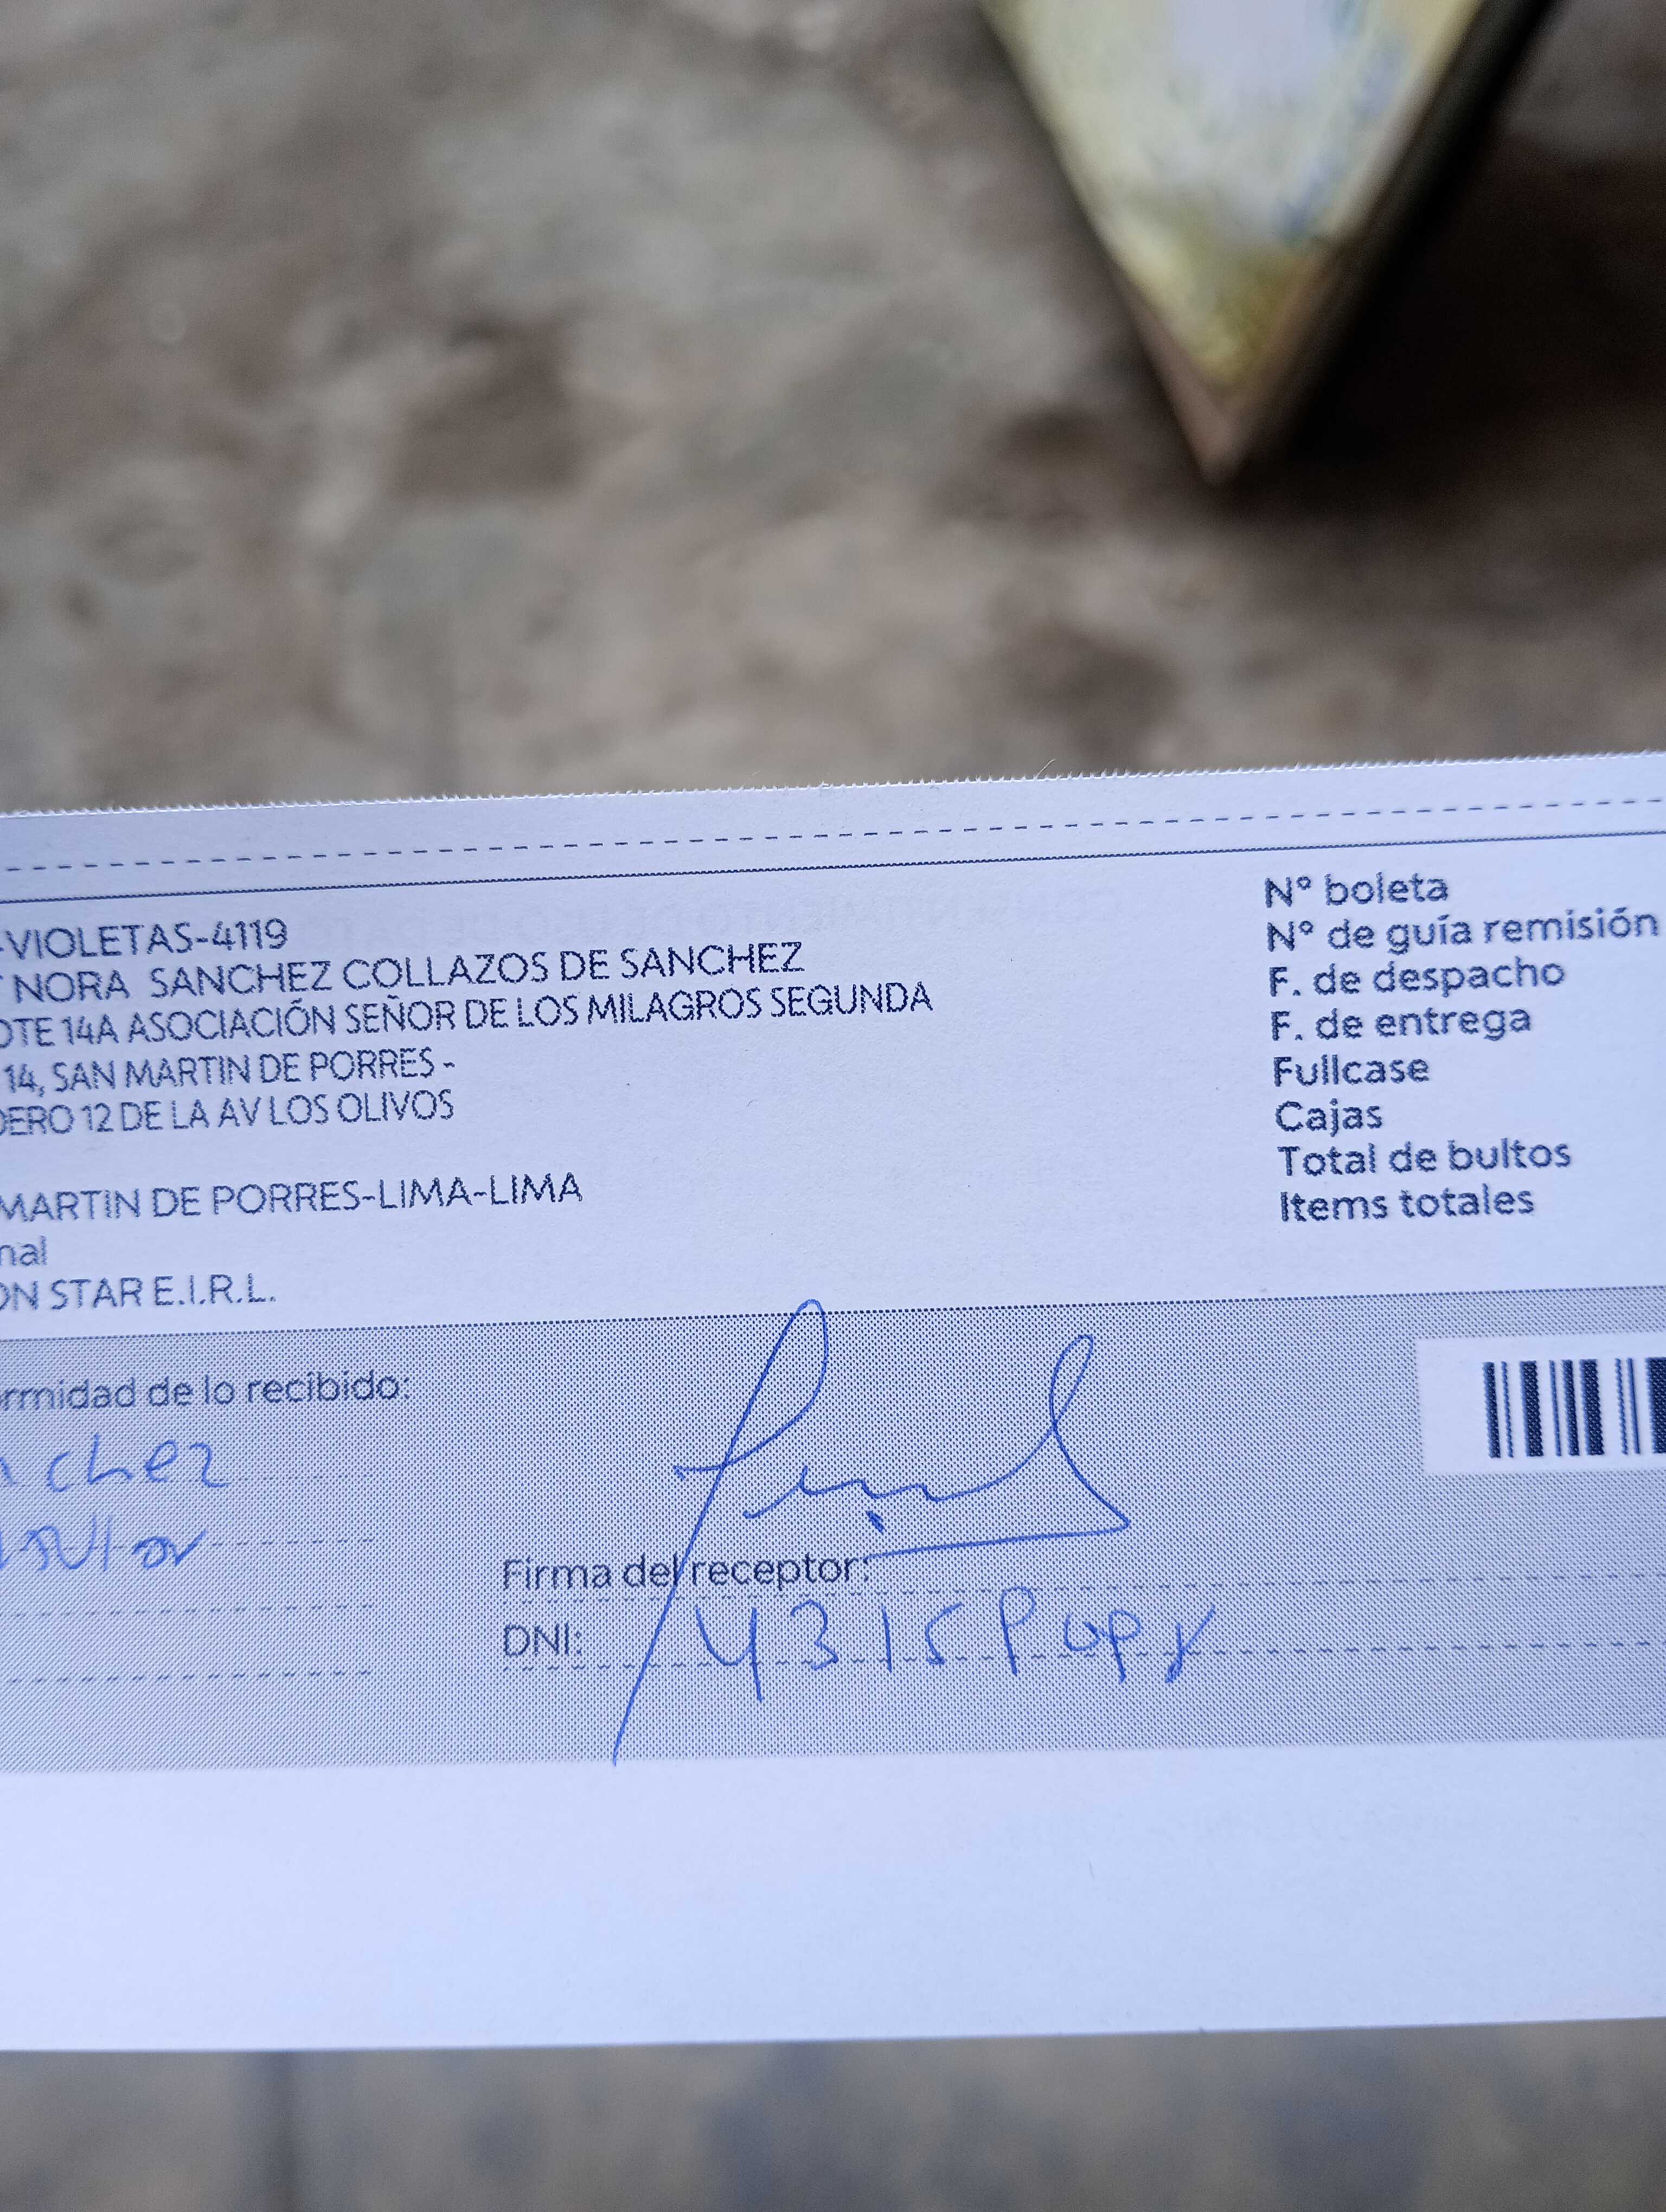 -VIOLETAS-4119
NORA SANCHEZ COLLAZOS DE SANCHEZ
OTE 14A ASOCIACIÓN SEÑOR DE LOS MILAGROS SEGUNDA
14, SAN MARTIN DE PORRES -
DERO 12 DE LA AV LOS OLIVOS
MARTIN DE PORRES-LIMA-LIMA
nal
ON STAR E.I.R.L.
N° boleta
N° de guía remisión
F. de despacho
F. de entrega
Fullcase
Cajas
Total de bultos
Items totales
ormidad de lo recibido:
nchez
Firma del receptor:
DNI: 4315